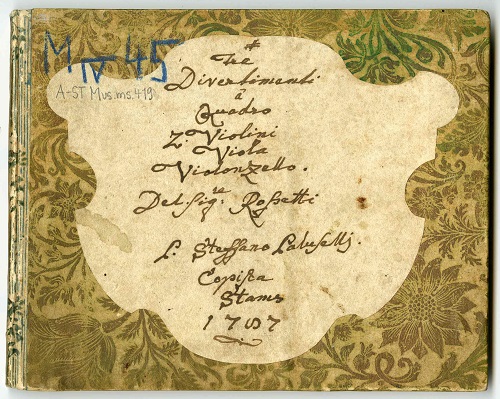 M IV 45
A-ST Mus.ms.419
Tre
Divertimenti
â
Quadro
2. Violini
Viola
Violonzello.
Del Sig:re Rossetti
P. Steffano Paluselli.
Copista
Stams
1787